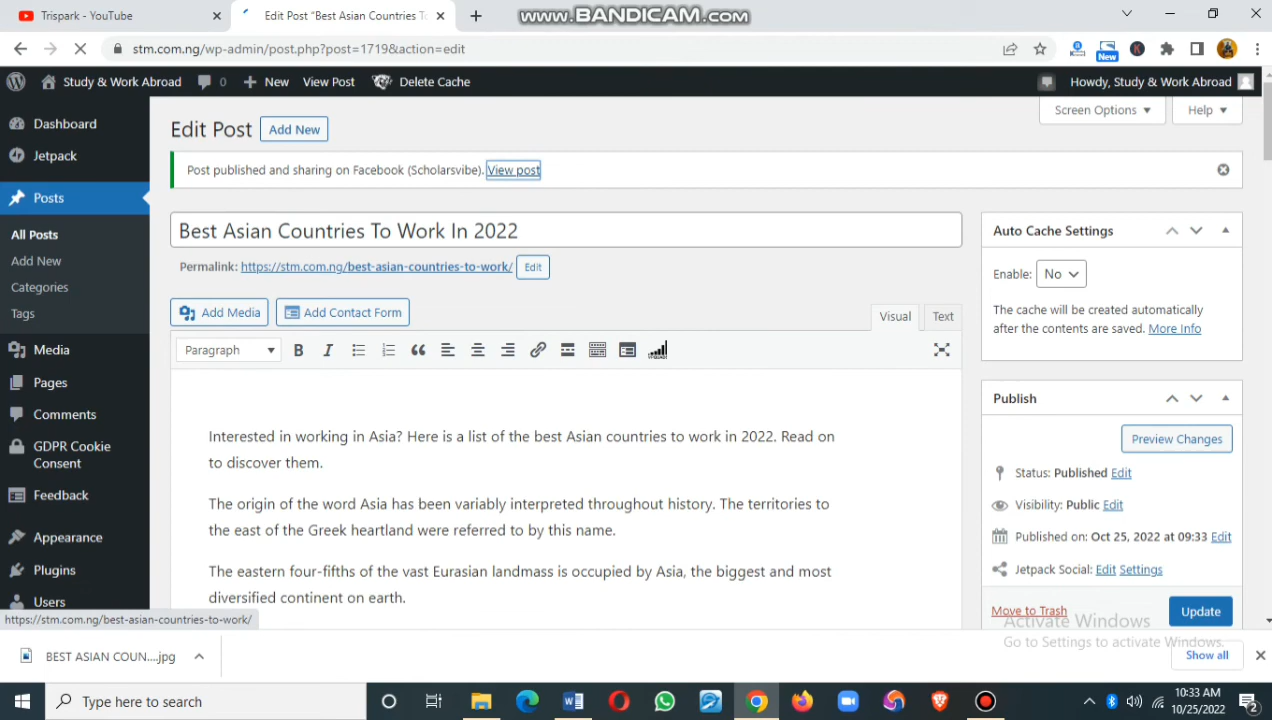 Trispark - YouTube
Edit Post "Best Asian Countries To
www.BANDICAM.com
stm.com.ng/wp-admin/post.php?post=1719&action=edit
New
Study & Work Abroad
0
New
View Post
Delete Cache
Howdy, Study & Work Abroad
Dashboard
Jetpack
Posts
All Posts
Add New
Categories
Tags
Media
Pages
Comments
GDPR Cookie
Consent
Feedback
Appearance
Plugins
Users
Screen Options
Help
Edit Post
Add New
Post published and sharing on Facebook (Scholarsvibe). View post
Best Asian Countries To Work In 2022
Permalink: https://stm.com.ng/best-asian-countries-to-work/ Edit
Add Media
Add Contact Form
Visual
Text
Paragraph
B
I
Interested in working in Asia? Here is a list of the best Asian countries to work in 2022. Read on
to discover them.
The origin of the word Asia has been variably interpreted throughout history. The territories to
the east of the Greek heartland were referred to by this name.
The eastern four-fifths of the vast Eurasian landmass is occupied by Asia, the biggest and most
diversified continent on earth.
Auto Cache Settings
Enable: No
The cache will be created automatically
after the contents are saved. More Info
Publish
Preview Changes
Status: Published Edit
Visibility: Public Edit
Published on: Oct 25, 2022 at 09:33 Edit
Jetpack Social: Edit Settings
Move to Trash
Update
Activate Windows
Go to Settings to activate Windows.
https://stm.com.ng/best-asian-countries-to-work/
BEST ASIAN COUN....jpg
Show all
Type here to search
10:33 AM
10/25/2022
2